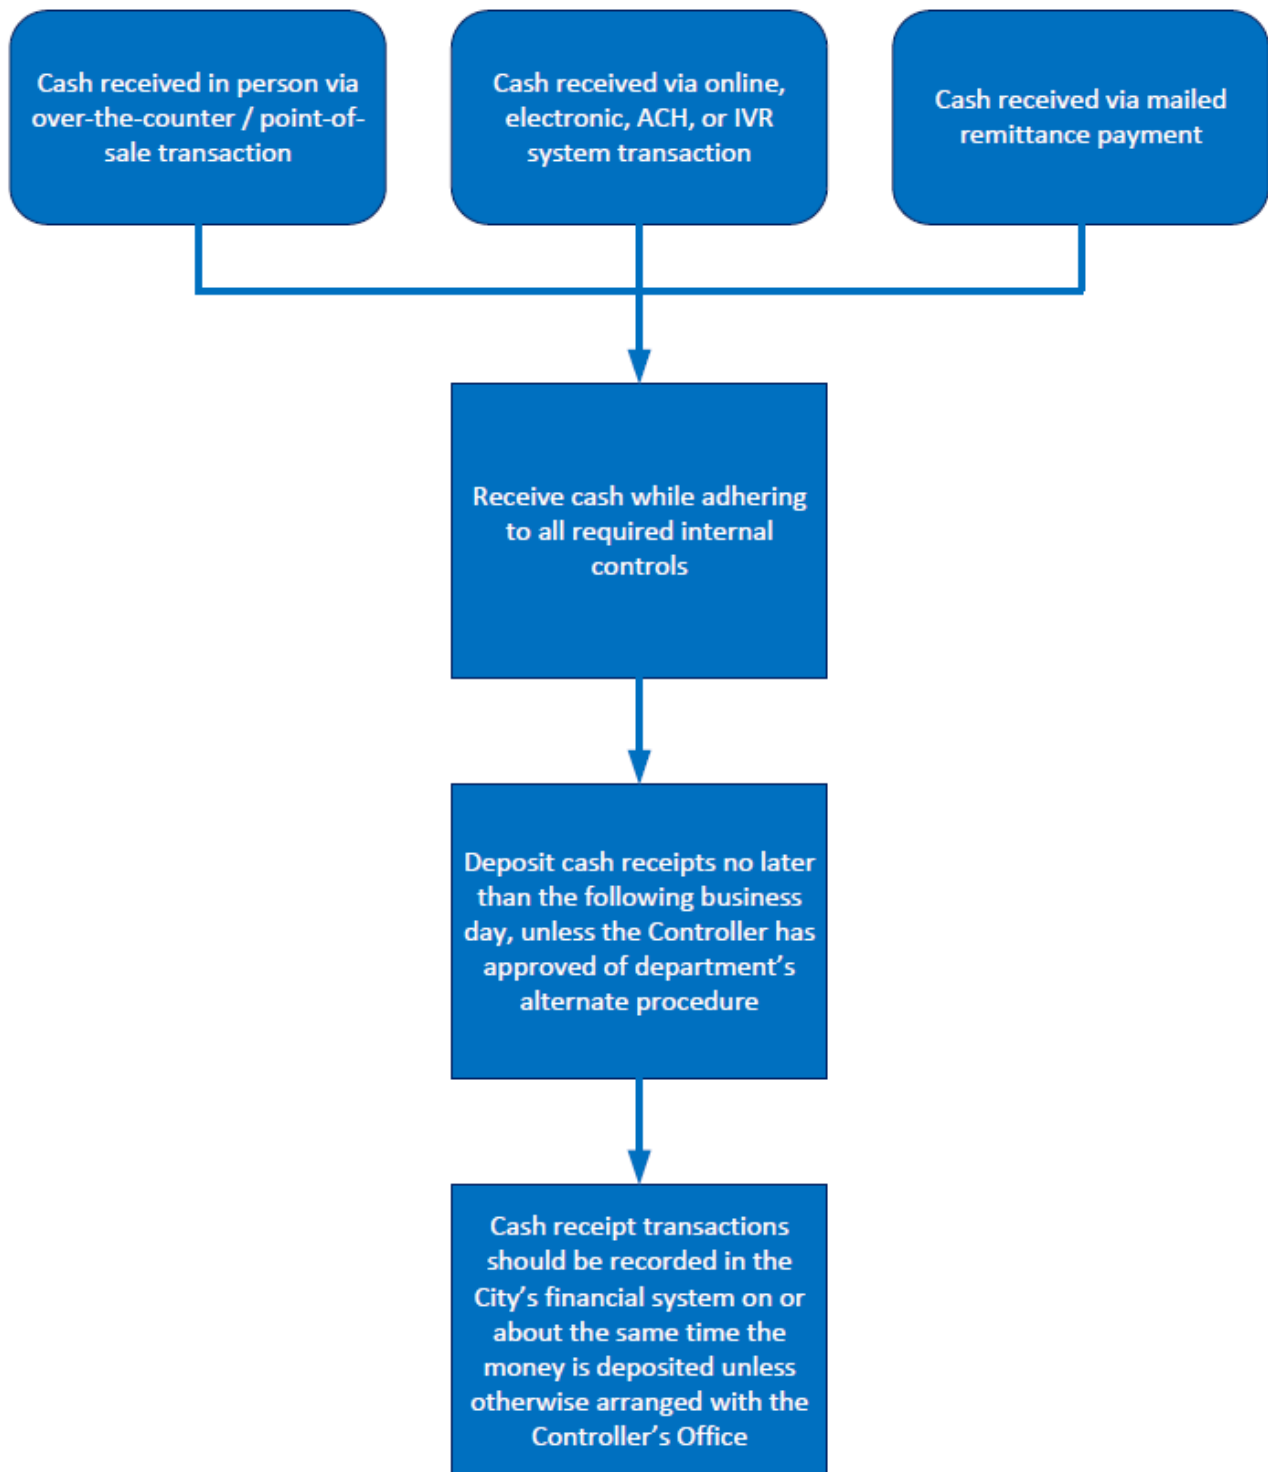 Cash received in person via
over-the-counter / point-of-
sale transaction
Cash received via online,
electronic, ACH, or IVR
system transaction
Cash received via mailed
remittance payment
Receive cash while adhering
to all required internal
controls
Deposit cash receipts no later
than the following business
day, unless the Controller has
approved of department’s
alternate procedure
Cash receipt transactions
should be recorded in the
City’s financial system on or
about the same time the
money is deposited unless
otherwise arranged with the
Controller’s Office